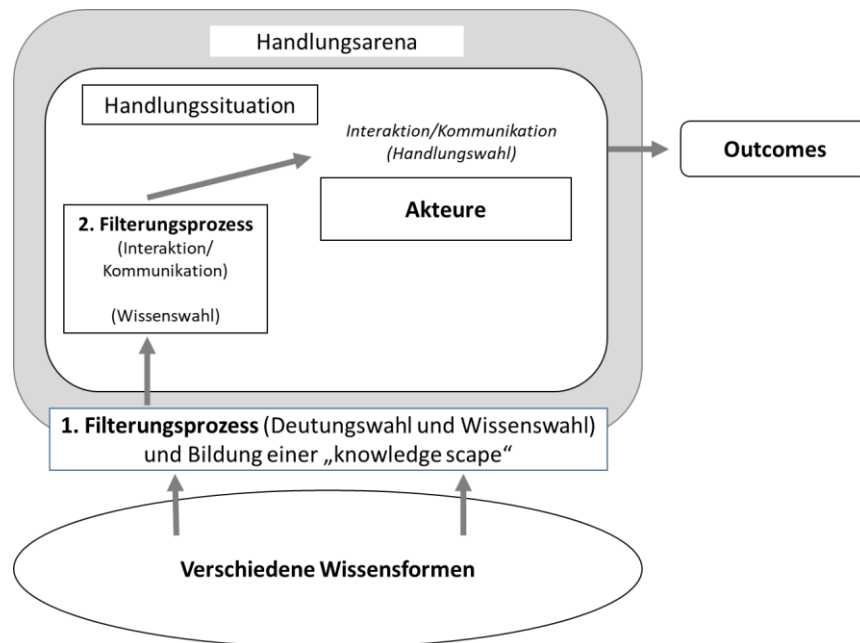 Handlungsarena
Handlungssituation
Interaktion/Kommunikation
(Handlungswahl)
Outcomes
Akteure
2. Filterungsprozess
(Interaktion/
Kommunikation)
(Wissenswahl)
1. Filterungsprozess (Deutungswahl und Wissenswahl)
und Bildung einer „knowledge scape“
Verschiedene Wissensformen